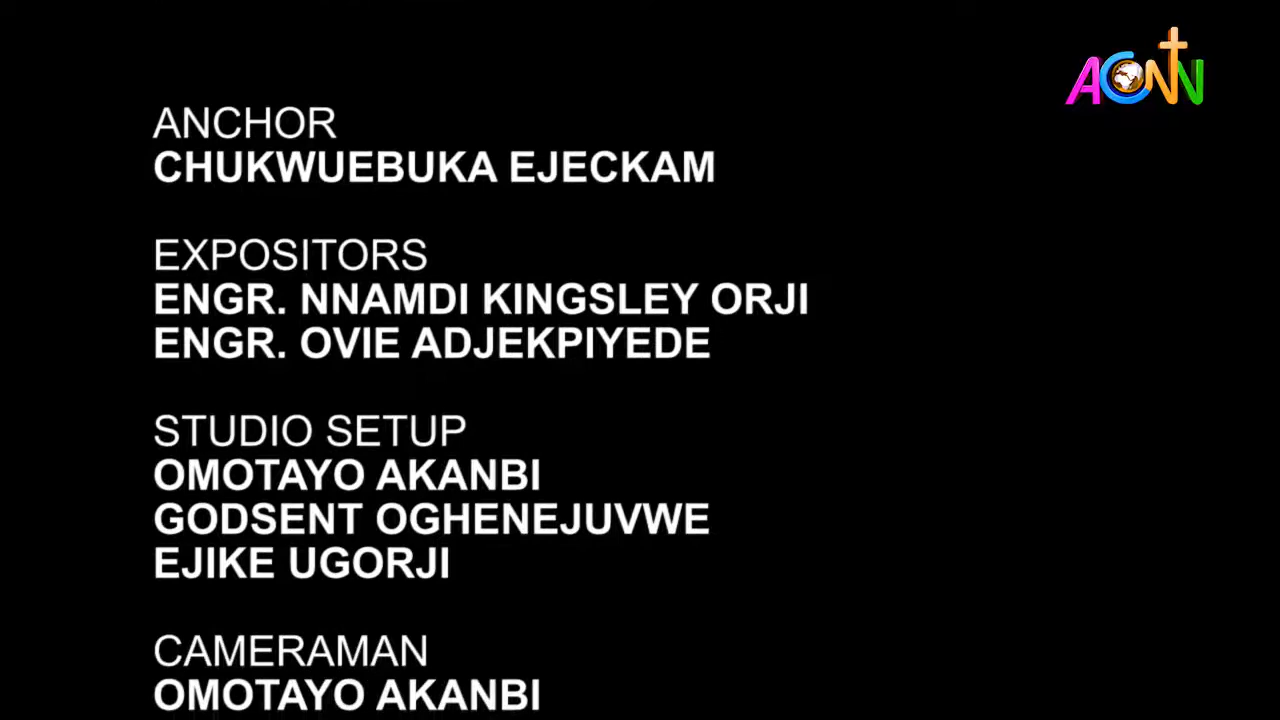 ACNN
ANCHOR
CHUKWUEBUKA EJECKAM
EXPOSITORS
ENGR. NNAMDI KINGSLEY ORJI
ENGR. OVIE ADJEKPIYEDE
STUDIO SETUP
OMOTAYO AKANBI
GODSENT OGHENEJUVWE
EJIKE UGORJI
CAMERAMAN
OMOTAYO AKANBI